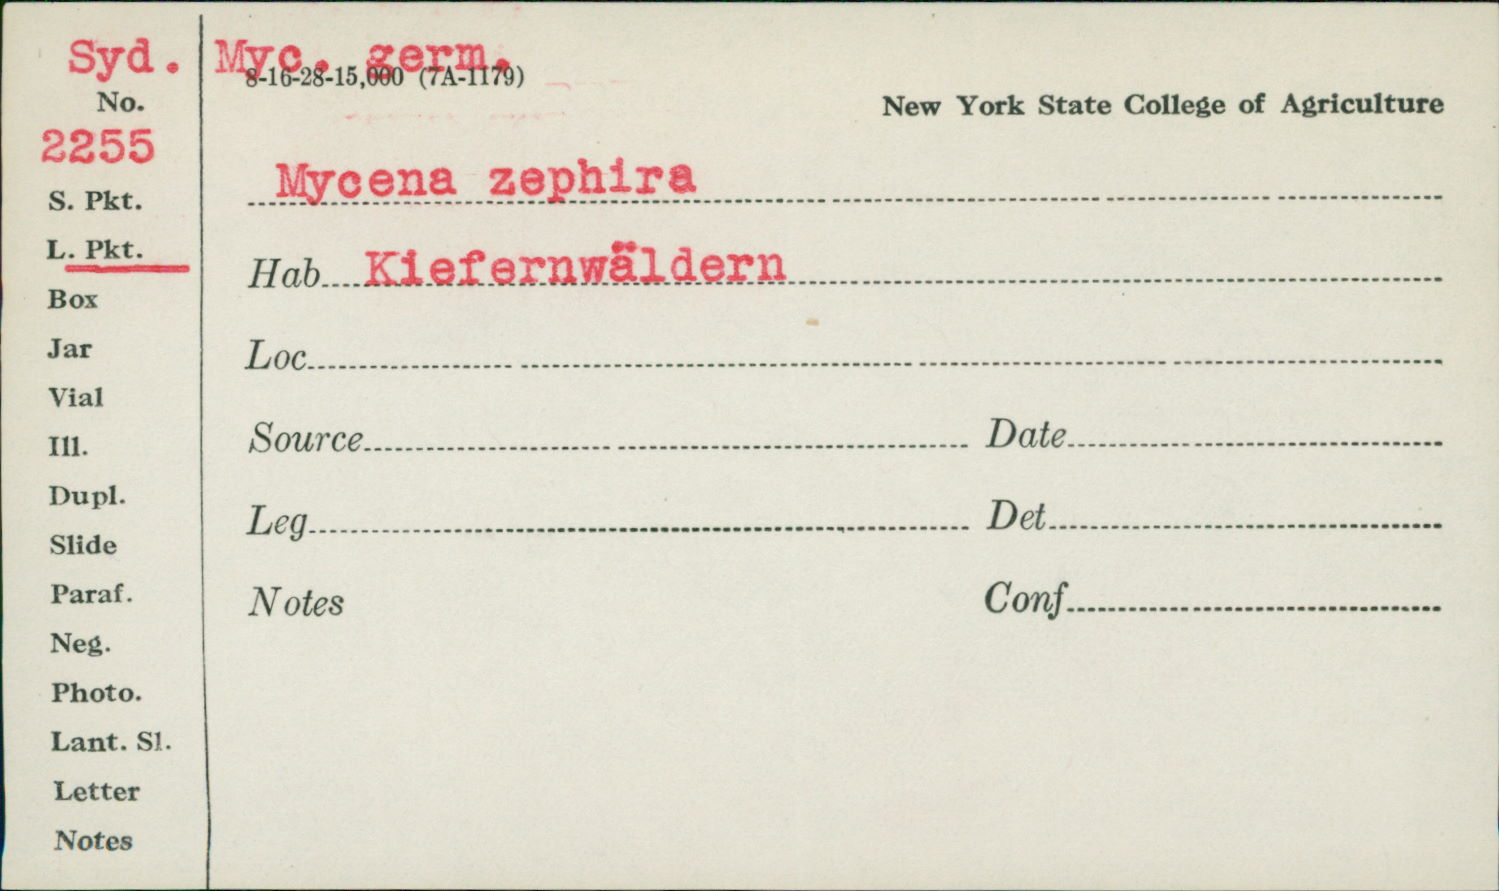 Syd. Myc. germ.
8-16-28-15,000 (7A-1179)
No.
New York State College of Agriculture
2255
Mycena zephira
S. Pkt.
L. Pkt.
Hab Kiefernwäldern
Box
Jar
Loc
Vial
Ill.
Source Date
Dupl.
Leg Det
Slide
Paraf.
Notes Conf
Neg.
Photo.
Lant. Sl.
Letter
Notes